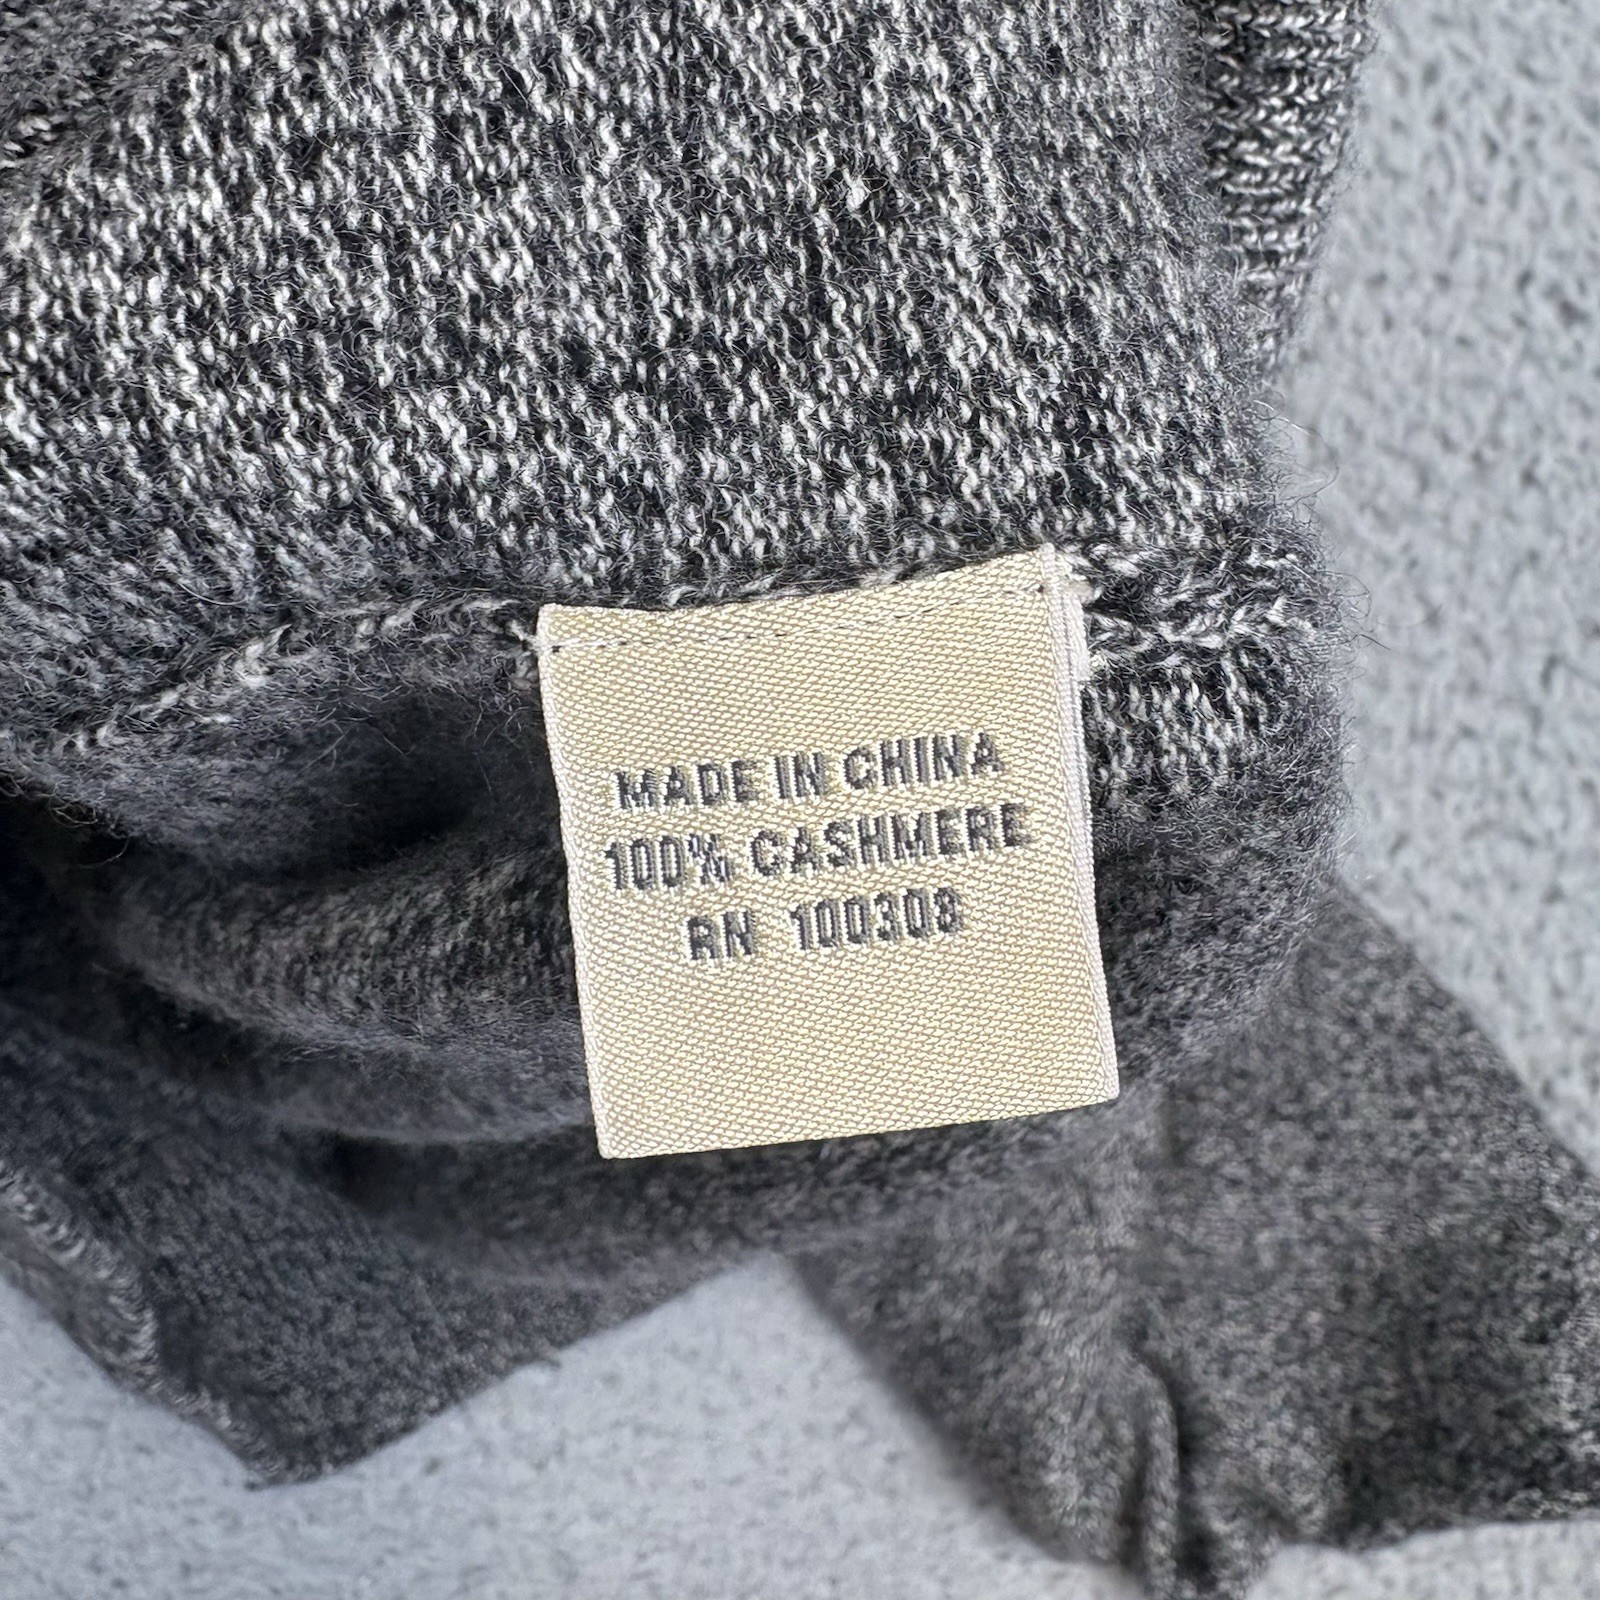 MADE IN CHINA
100% CASHMERE
RN 100308